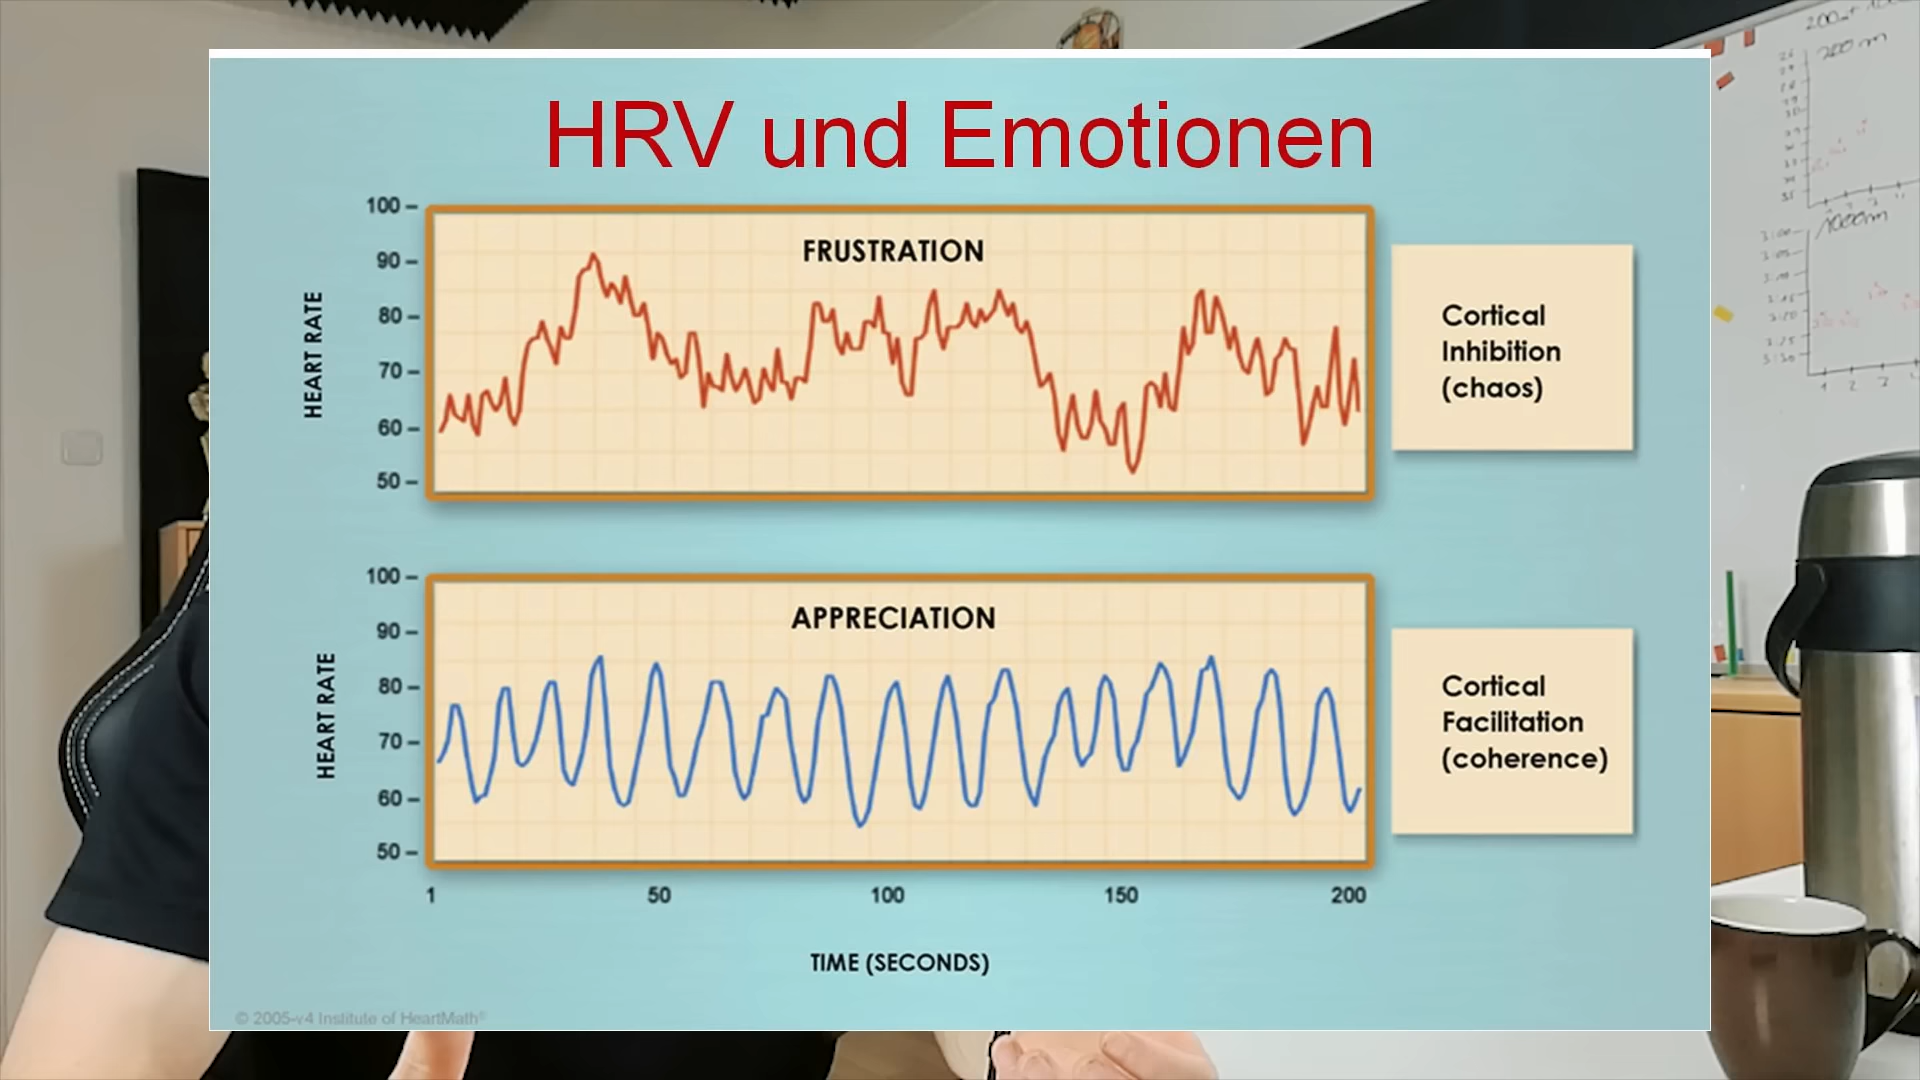 HRV und Emotionen
100
90
80
70
60
50
HEART RATE
FRUSTRATION
Cortical
Inhibition
(chaos)
100
90
80
70
60
50
HEART RATE
APPRECIATION
Cortical
Facilitation
(coherence)
1 50 100 150 200
TIME (SECONDS)
© 2005-v4 Institute of HeartMath®
200 m
1000m